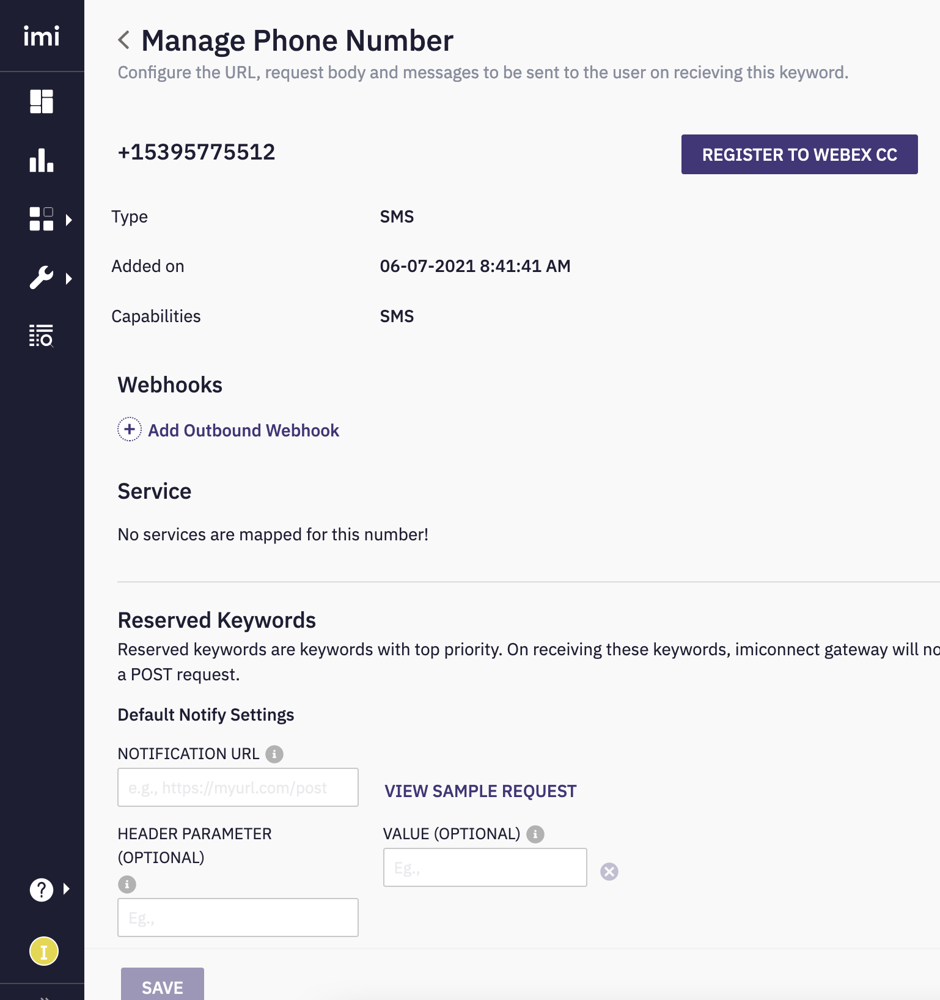 imi
Manage Phone Number
Configure the URL, request body and messages to be sent to the user on recieving this keyword.
+15395775512
REGISTER TO WEBEX CC
Type SMS
Added on 06-07-2021 8:41:41 AM
Capabilities SMS
Webhooks
+ Add Outbound Webhook
Service
No services are mapped for this number!
Reserved Keywords
Reserved keywords are keywords with top priority. On receiving these keywords, imiconnect gateway will no
a POST request.
Default Notify Settings
NOTIFICATION URL i
e.g., https://myurl.com/post
VIEW SAMPLE REQUEST
HEADER PARAMETER
(OPTIONAL)
i
Eg.,
VALUE (OPTIONAL) i
Eg.,
?
I
SAVE